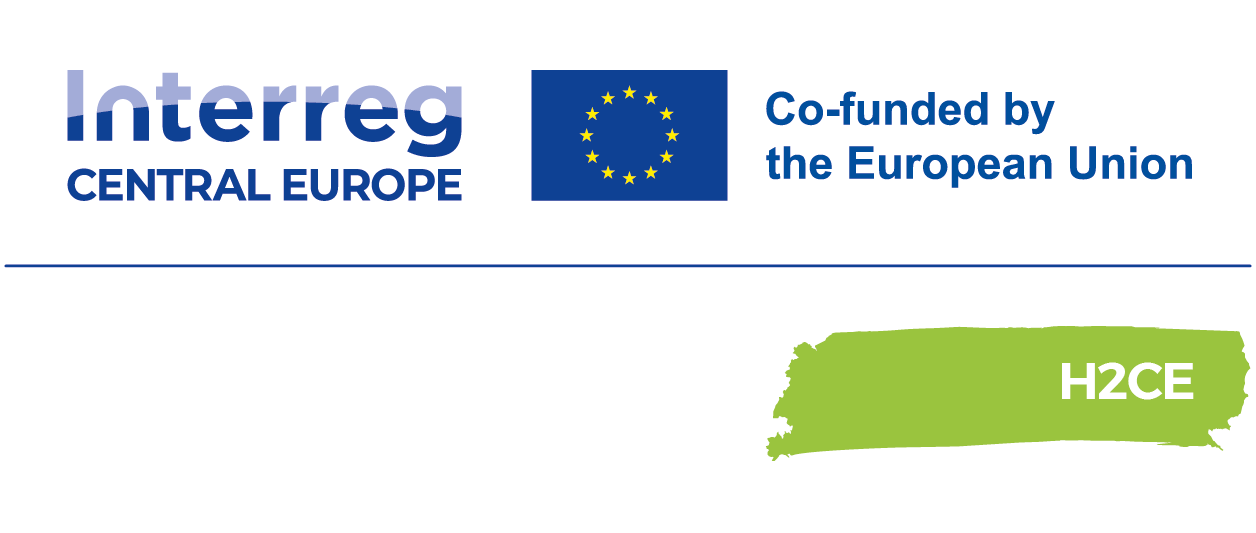 Interreg
CENTRAL EUROPE
Co-funded by
the European Union
H2CE